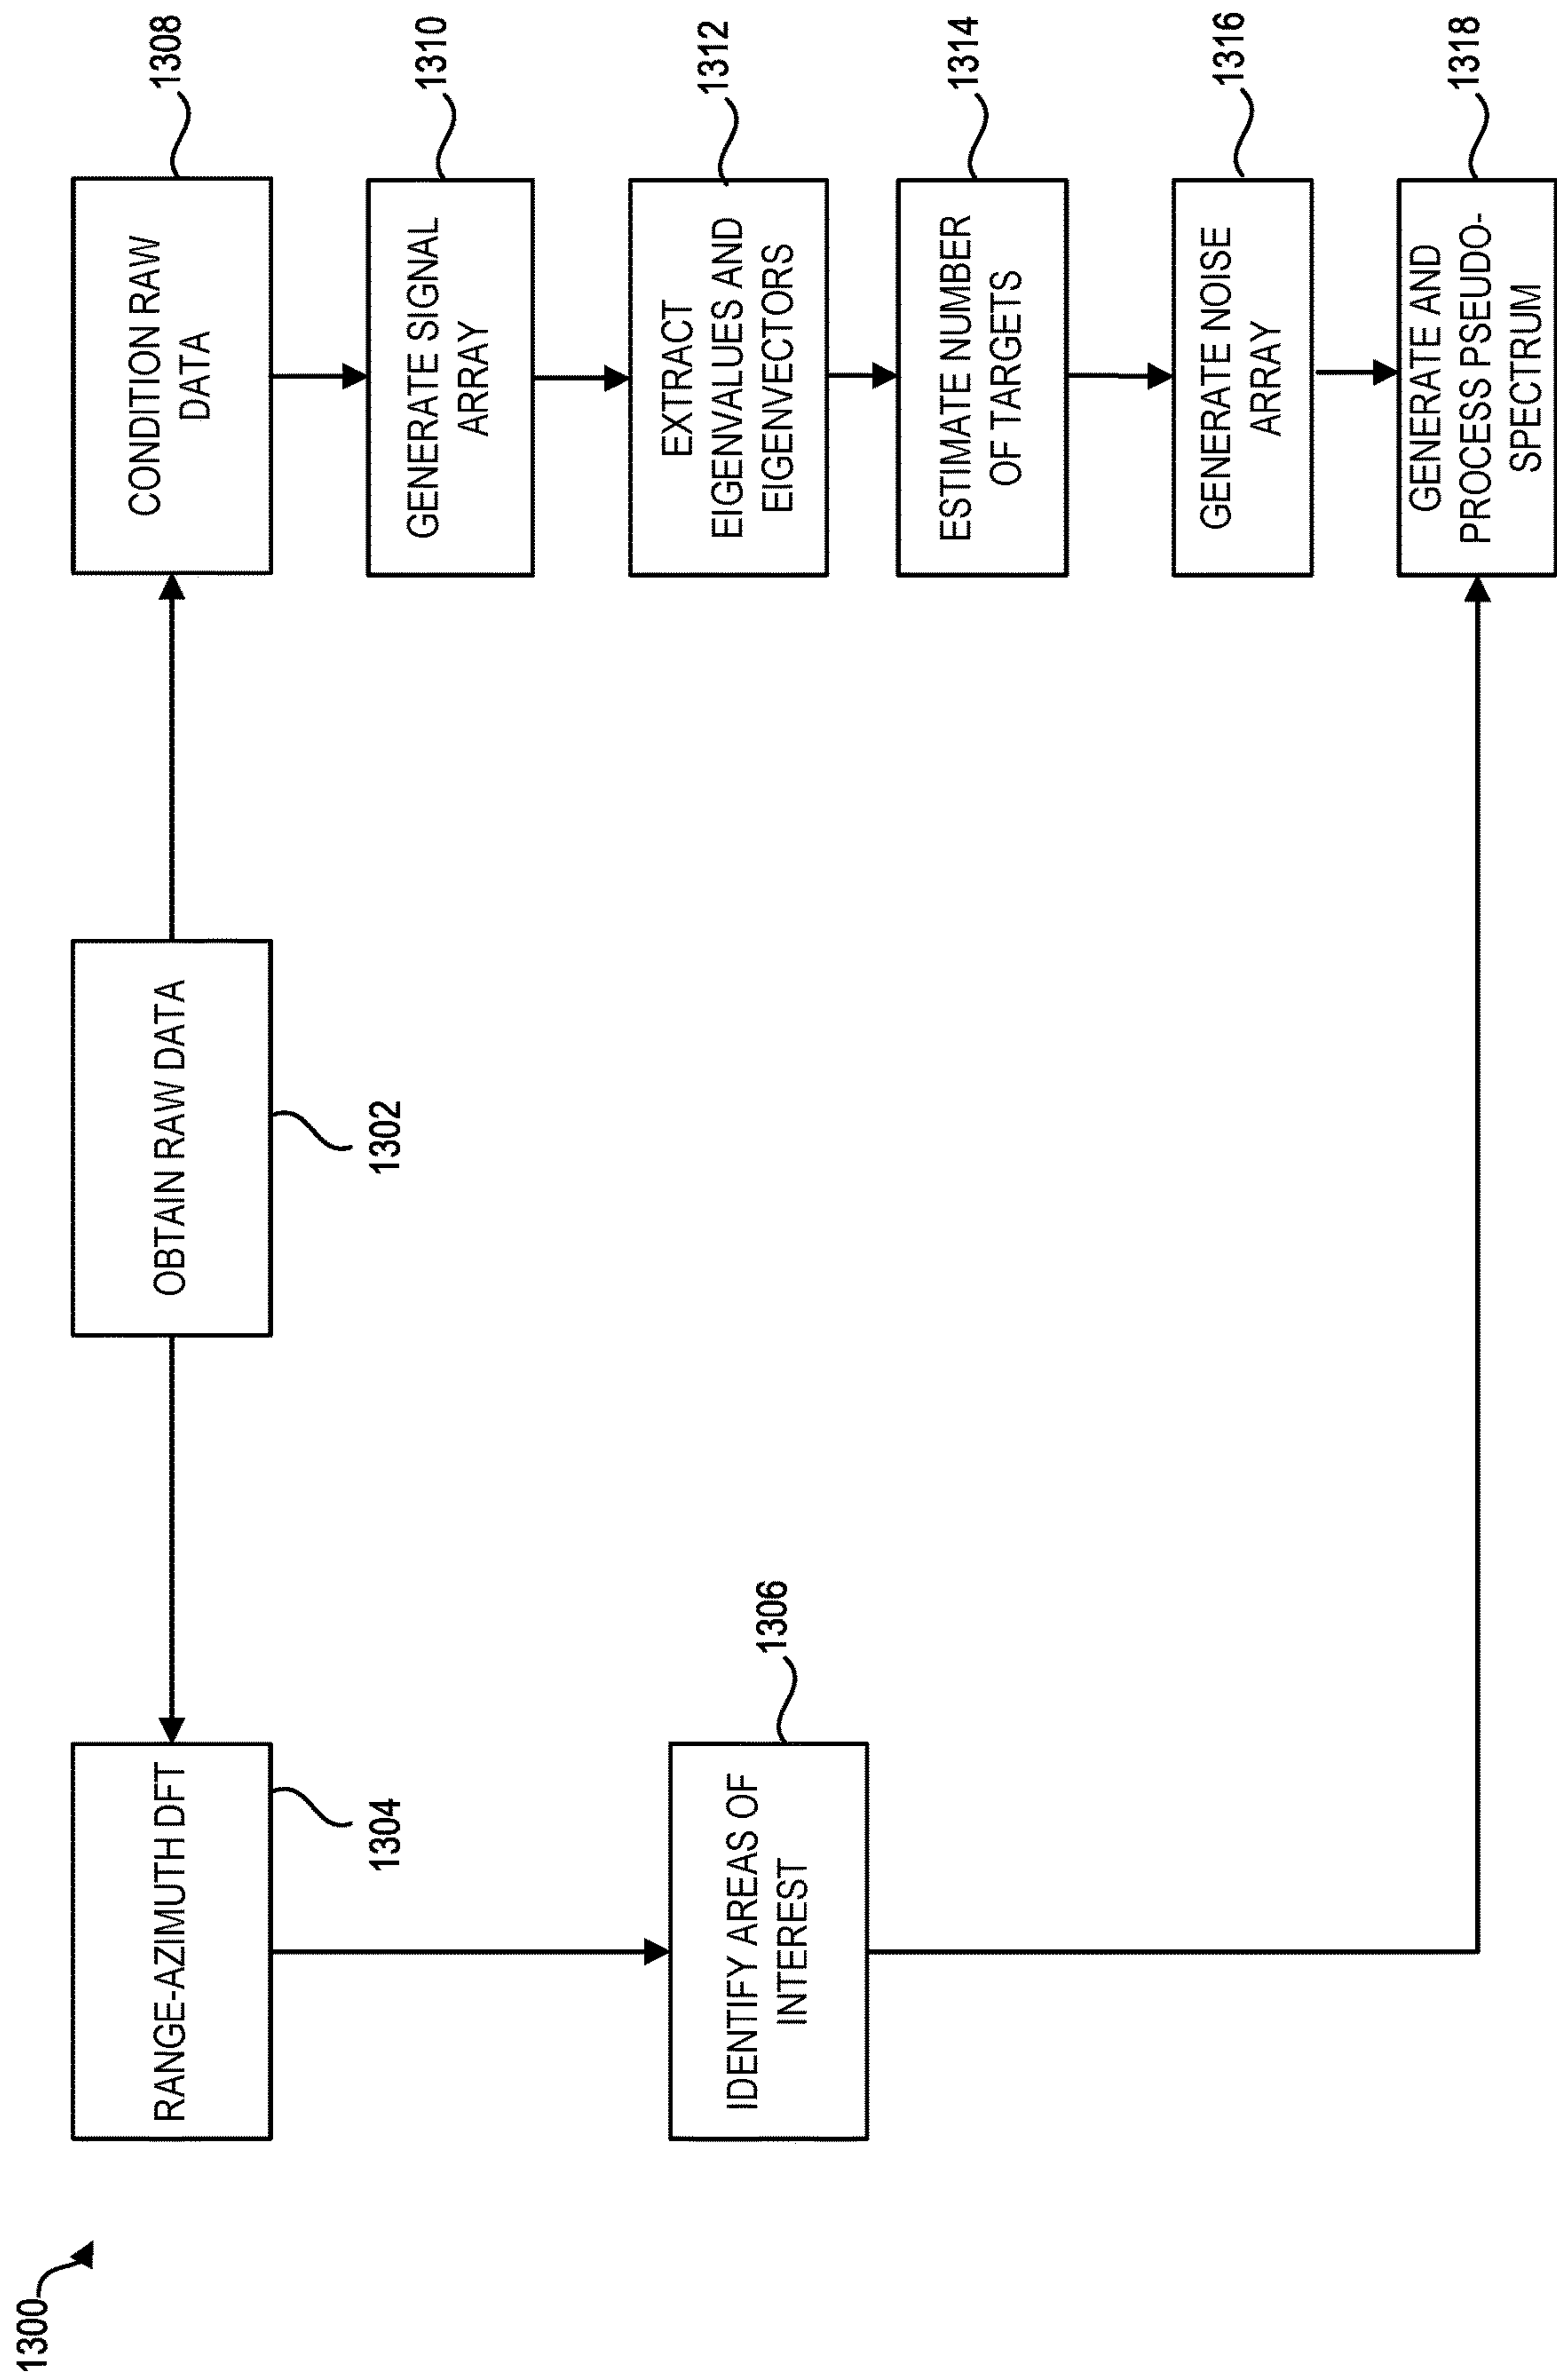 1300
RANGE-AZIMUTH DFT
1304
IDENTIFY AREAS OF
INTEREST
1306
OBTAIN RAW DATA
1302
CONDITION RAW
DATA
1308
GENERATE SIGNAL
ARRAY
1310
EXTRACT
EIGENVALUES AND
EIGENVECTORS
1312
ESTIMATE NUMBER
OF TARGETS
1314
GENERATE NOISE
ARRAY
1316
GENERATE AND
PROCESS PSEUDO-
SPECTRUM
1318